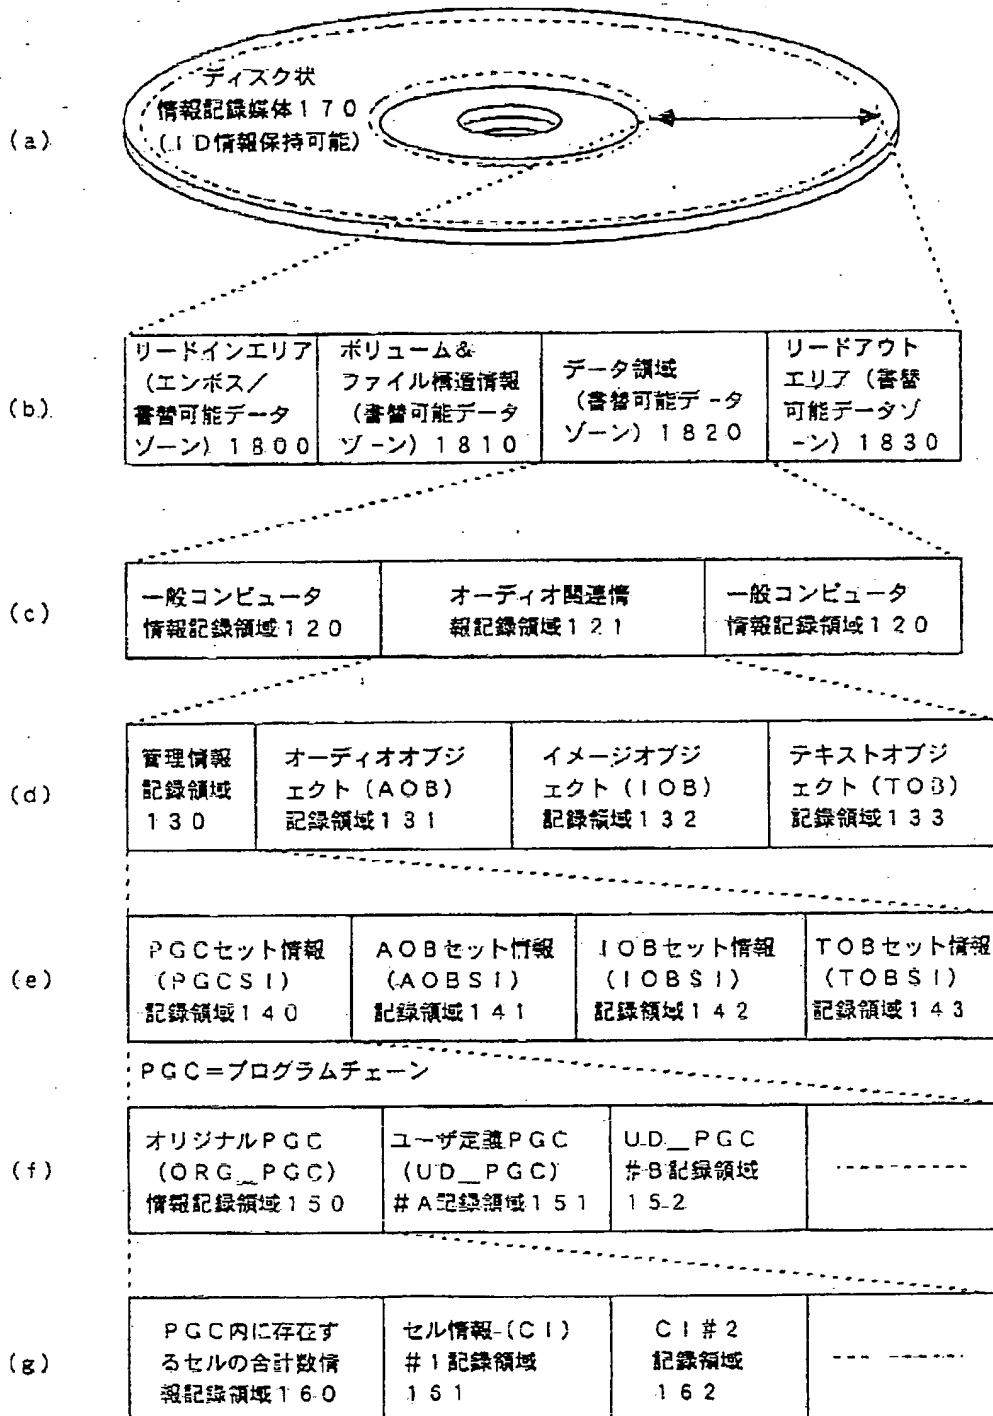 (a)
ディスク状
情報記録媒体170
(ID情報保持可能)
(b)
リードインエリア
(エンボス/
書替可能データ
ゾーン)1800
ボリューム&
ファイル構造情報
(書替可能データ
ゾーン)1810
データ領域
(書替可能データ
ゾーン)1820
リードアウト
エリア(書替
可能データゾ
ーン)1830
(c)
一般コンピュータ
情報記録領域120
オーディオ関連情
報記録領域121
一般コンピュータ
情報記録領域120
(d)
管理情報
記録領域
130
オーディオオブジ
ェクト(AOB)
記録領域131
イメージオブジ
ェクト(IOB)
記録領域132
テキストオブジ
ェクト(TOB)
記録領域133
(e)
PGCセット情報
(PGCSI)
記録領域140
AOBセット情報
(AOBSI)
記録領域141
IOBセット情報
(IOBSI)
記録領域142
TOBセット情報
(TOBSI)
記録領域143
PGC=プログラムチェーン
(f)
オリジナルPGC
(ORG_PGC)
情報記録領域150
ユーザ定義PGC
(UD_PGC)
#A記録領域151
UD_PGC
#B記録領域
152
(g)
PGC内に存在す
るセルの合計数情
報記録領域160
セル情報(CI)
#1記録領域
161
CI#2
記録領域
162